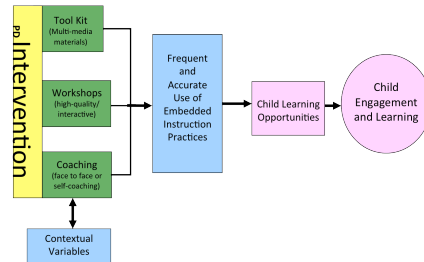 PD Intervention
Tool Kit
(Multi-media
materials)
Workshops
(high-quality/
interactive)
Coaching
(face to face or
self-coaching)
Contextual
Variables
Frequent
and
Accurate
Use of
Embedded
Instruction
Practices
Child Learning
Opportunities
Child
Engagement
and Learning